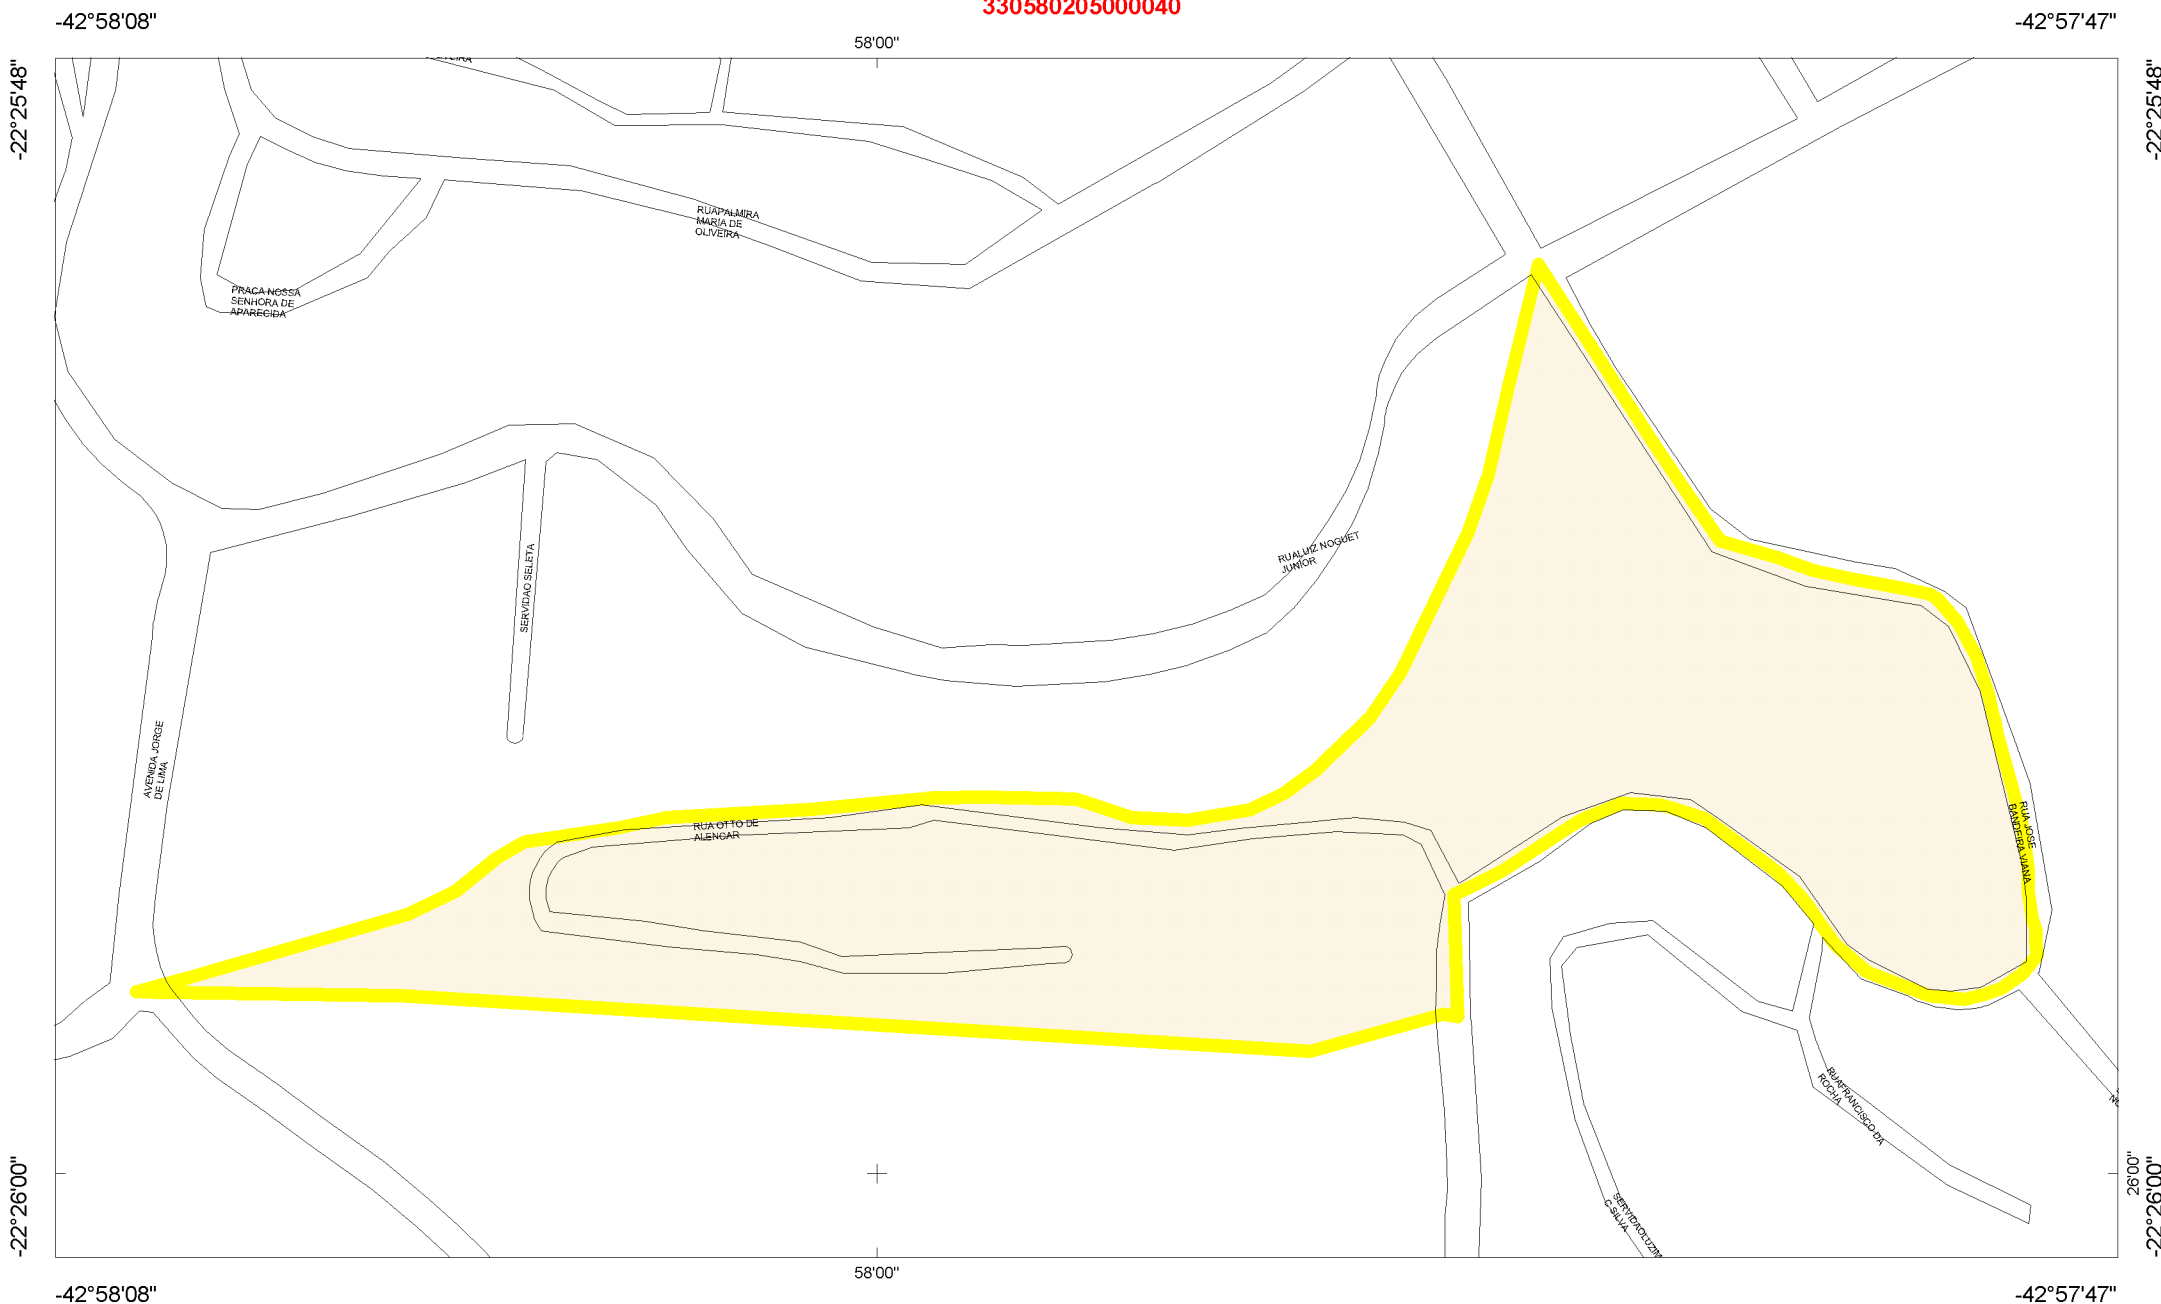 330580205000040
-42°58'08"
-42°57'47"
58'00"
-22°25'48"
-22°25'48"
RUAPALMIRA
MARIA DE
OLIVEIRA
PRACA NOSSA
SENHORA DE
APARECIDA
RUALUIZ NOGUET
JUNIOR
SERVIDAO SELETA
AVENIDA JORGE
DE LIMA
RUA OTTO DE
ALENCAR
RUA JOSE
BANDEIRA VIANA
RUAFRANCISCO DA
ROCHA
SERVIDAOLUZIM
C SILVA
-22°26'00"
26'00"
-22°26'00"
58'00"
-42°58'08"
-42°57'47"